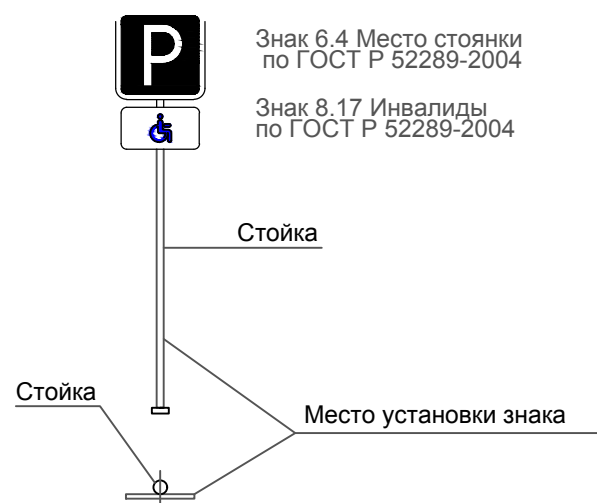 P
Знак 6.4 Место стоянки
по ГОСТ Р 52289-2004
Знак 8.17 Инвалиды
по ГОСТ Р 52289-2004
Стойка
Стойка
Место установки знака